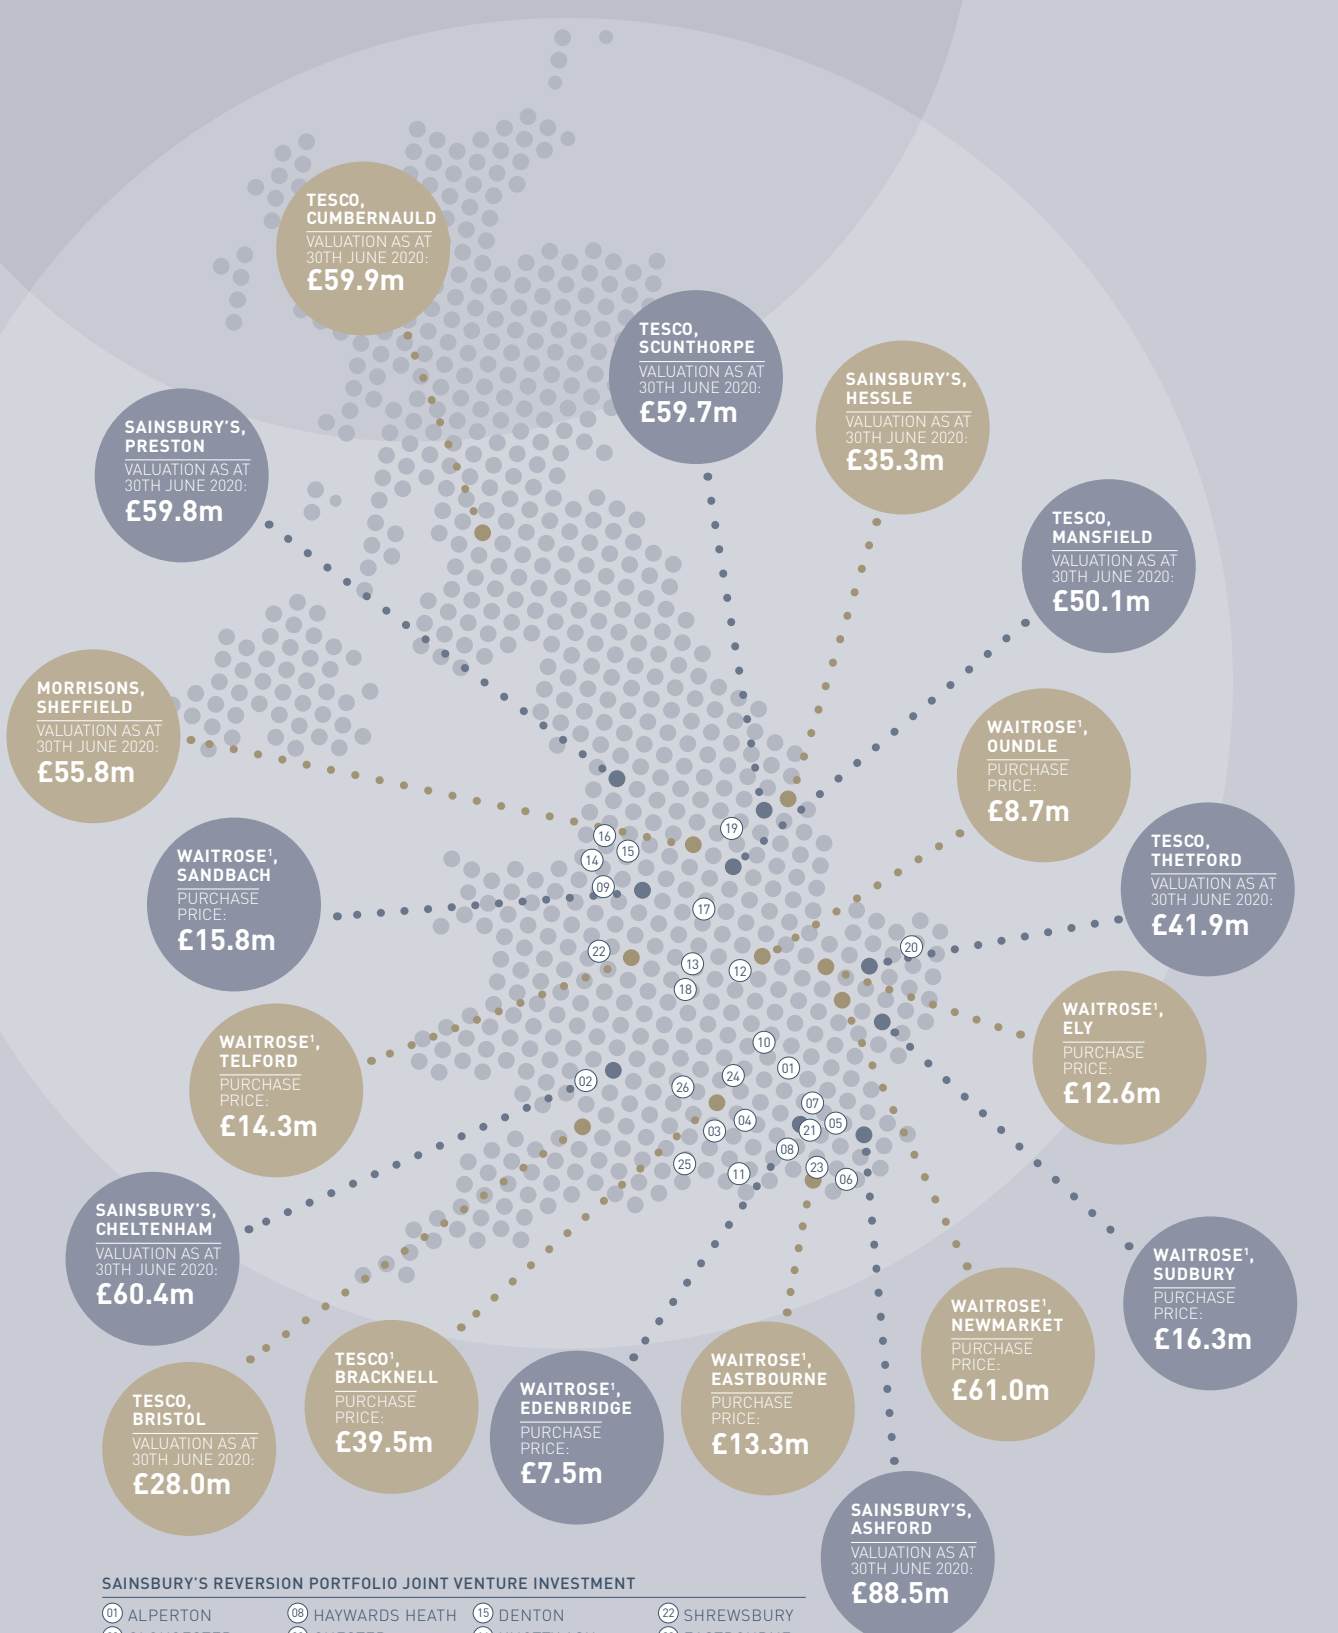 TESCO,
CUMBERNAULD
VALUATION AS AT
30TH JUNE 2020:
£59.9m
TESCO,
SCUNTHORPE
VALUATION AS AT
30TH JUNE 2020:
£59.7m
SAINSBURY'S,
HESSLE
VALUATION AS AT
30TH JUNE 2020:
£35.3m
SAINSBURY'S,
PRESTON
VALUATION AS AT
30TH JUNE 2020:
£59.8m
TESCO,
MANSFIELD
VALUATION AS AT
30TH JUNE 2020:
£50.1m
MORRISONS,
SHEFFIELD
VALUATION AS AT
30TH JUNE 2020:
£55.8m
WAITROSE¹,
OUNDLE
PURCHASE
PRICE:
£8.7m
WAITROSE¹,
SANDBACH
PURCHASE
PRICE:
£15.8m
TESCO,
THETFORD
VALUATION AS AT
30TH JUNE 2020:
£41.9m
19
16
15
14
09
17
20
22
13
12
18
10
01
02
24
26
07
04
05
03
21
08
25
11
23
06
WAITROSE¹,
ELY
PURCHASE
PRICE:
£12.6m
WAITROSE¹,
TELFORD
PURCHASE
PRICE:
£14.3m
SAINSBURY'S,
CHELTENHAM
VALUATION AS AT
30TH JUNE 2020:
£60.4m
WAITROSE¹,
SUDBURY
PURCHASE
PRICE:
£16.3m
WAITROSE¹,
NEWMARKET
PURCHASE
PRICE:
£61.0m
TESCO,
BRISTOL
VALUATION AS AT
30TH JUNE 2020:
£28.0m
TESCO¹,
BRACKNELL
PURCHASE
PRICE:
£39.5m
WAITROSE¹,
EDENBRIDGE
PURCHASE
PRICE:
£7.5m
WAITROSE¹,
EASTBOURNE
PURCHASE
PRICE:
£13.3m
SAINSBURY'S,
ASHFORD
VALUATION AS AT
30TH JUNE 2020:
£88.5m
SAINSBURY'S REVERSION PORTFOLIO JOINT VENTURE INVESTMENT
01 ALPERTON
08 HAYWARDS HEATH
15 DENTON
22 SHREWSBURY